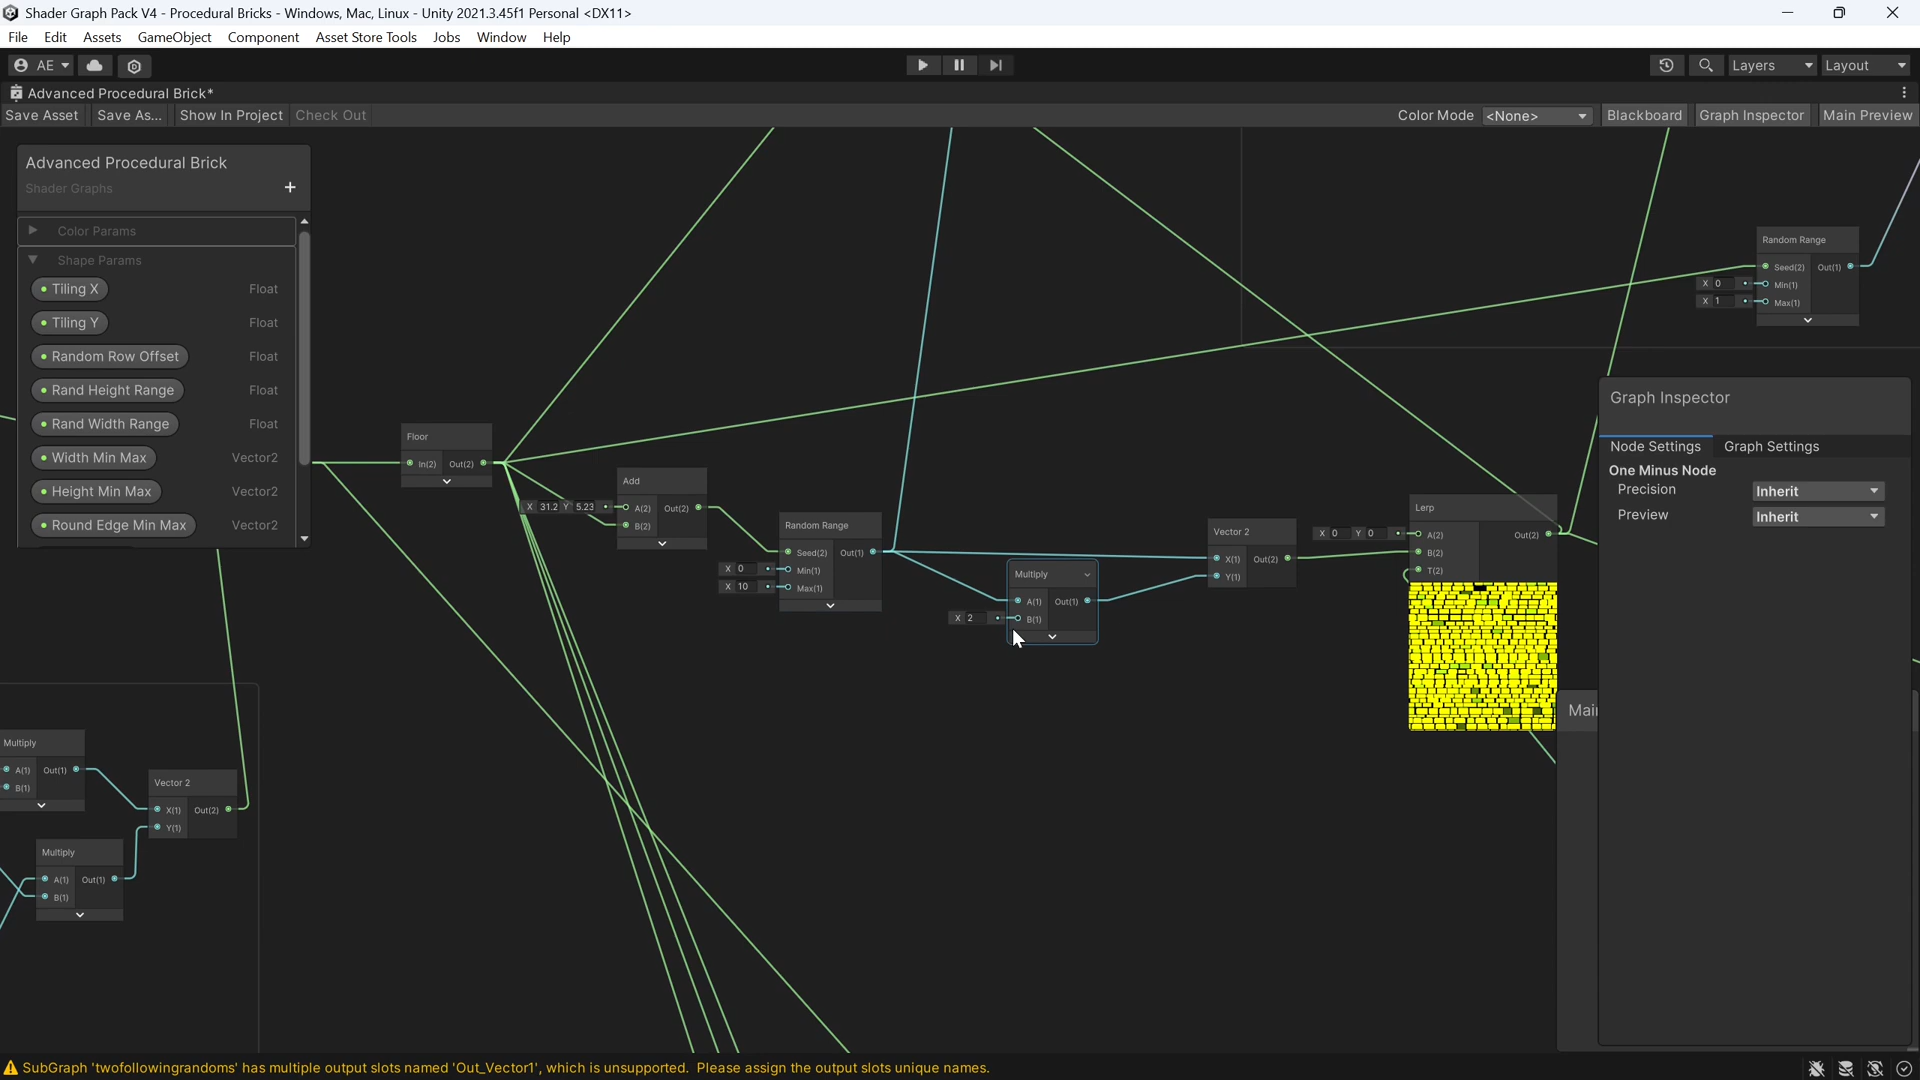 Shader Graph Pack V4 - Procedural Bricks - Windows, Mac, Linux - Unity 2021.3.45f1 Personal <DX11>
File Edit Assets GameObject Component Asset Store Tools Jobs Window Help
AE Layers Layout
Advanced Procedural Brick*
Save Asset Save As... Show In Project Check Out Color Mode <None> Blackboard Graph Inspector Main Preview
Advanced Procedural Brick
Shader Graphs +
Color Params
Shape Params
Tiling X Float
Tiling Y Float
Random Row Offset Float
Rand Height Range Float
Rand Width Range Float
Width Min Max Vector2
Height Min Max Vector2
Round Edge Min Max Vector2
Floor
In(2) Out(2)
Add
X 31.2 Y 5.23 A(2) Out(2)
B(2)
Random Range
Seed(2) Out(1)
X 0 Min(1)
X 10 Max(1)
Multiply
A(1) Out(1)
X 2 B(1)
Vector 2
X(1) Out(2)
Y(1)
Lerp
X 0 Y 0 A(2) Out(2)
B(2)
T(2)
Random Range
Seed(2) Out(1)
X 0 Min(1)
X 1 Max(1)
Multiply
A(1) Out(1)
B(1)
Vector 2
X(1) Out(2)
Y(1)
Multiply
A(1) Out(1)
B(1)
Graph Inspector
Node Settings Graph Settings
One Minus Node
Precision Inherit
Preview Inherit
Mai
SubGraph 'twofollowingrandoms' has multiple output slots named 'Out_Vector1', which is unsupported. Please assign the output slots unique names.